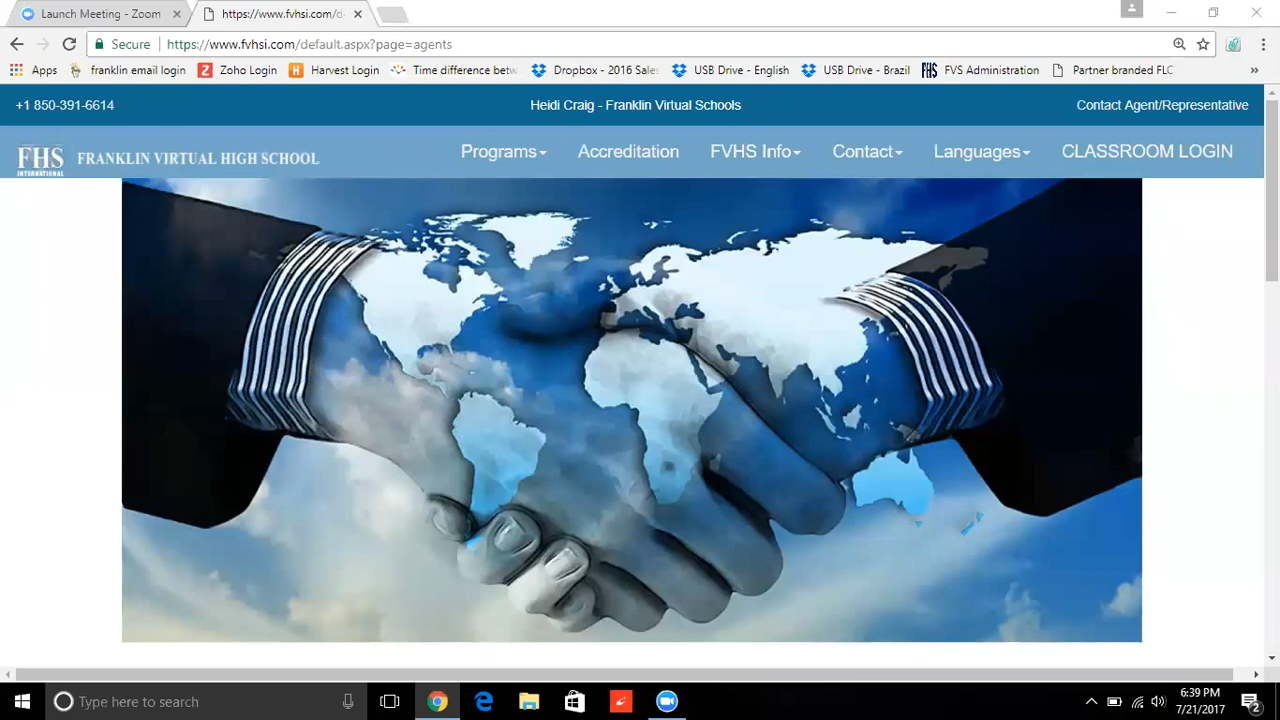 Launch Meeting - Zoom
https://www.fvhsi.com/d
Secure
https://www.fvhsi.com/default.aspx?page=agents
Apps
franklin email login
Zoho Login
Harvest Login
Time difference betw
Dropbox - 2016 Sales
USB Drive - English
USB Drive - Brazil
FVS Administration
Partner branded FLC
+1 850-391-6614
Heidi Craig - Franklin Virtual Schools
Contact Agent/Representative
FHS
INTERNATIONAL
FRANKLIN VIRTUAL HIGH SCHOOL
Programs
Accreditation
FVHS Info
Contact
Languages
CLASSROOM LOGIN
Type here to search
6:39 PM
7/21/2017
2